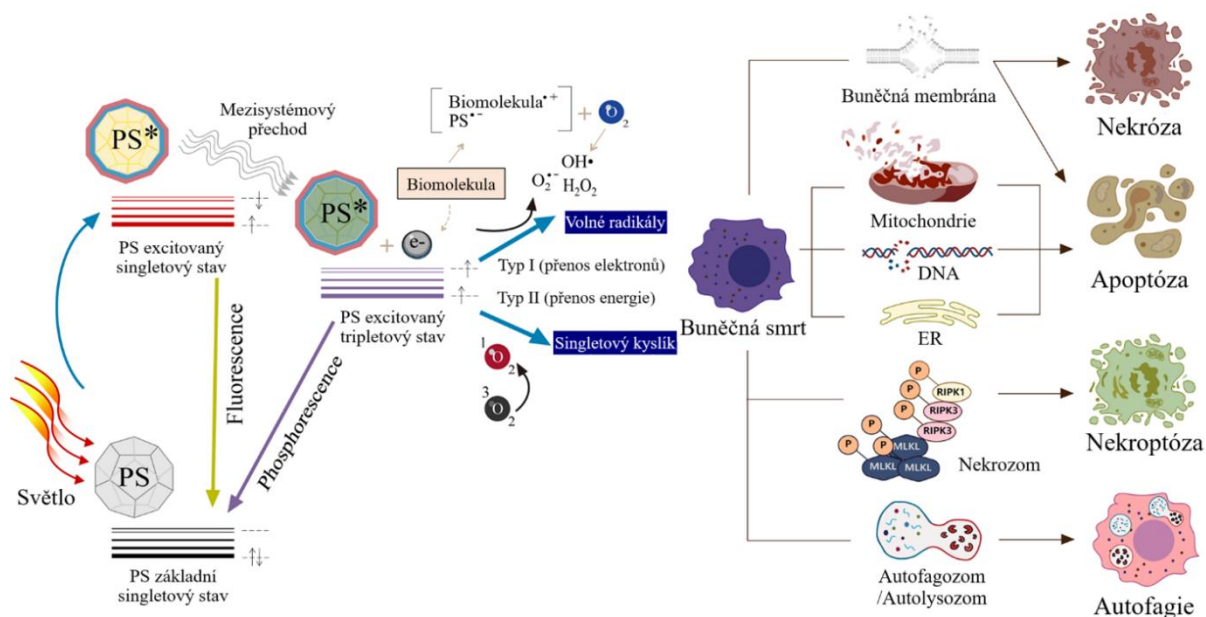 PS*
Mezisystémový
přechod
PS excitovaný
singletový stav
Světlo
PS
PS základní
singletový stav
Fluorescence
Phosphorescence
PS*
PS excitovaný
tripletový stav
Biomolekula•+
PS•−
+ O2
Biomolekula
+ e-
OH•
O2•−
H2O2
Volné radikály
Typ I (přenos elektronů)
Typ II (přenos energie)
Singletový kyslík
1O2
3O2
Buněčná smrt
Buněčná membrána
Mitochondrie
DNA
ER
P
P
P
P
P
RIPK1
RIPK3
RIPK3
MLKL
MLKL
MLKL
Nekrozom
Autofagozom
/Autolysozom
Nekróza
Apoptóza
Nekroptóza
Autofagie